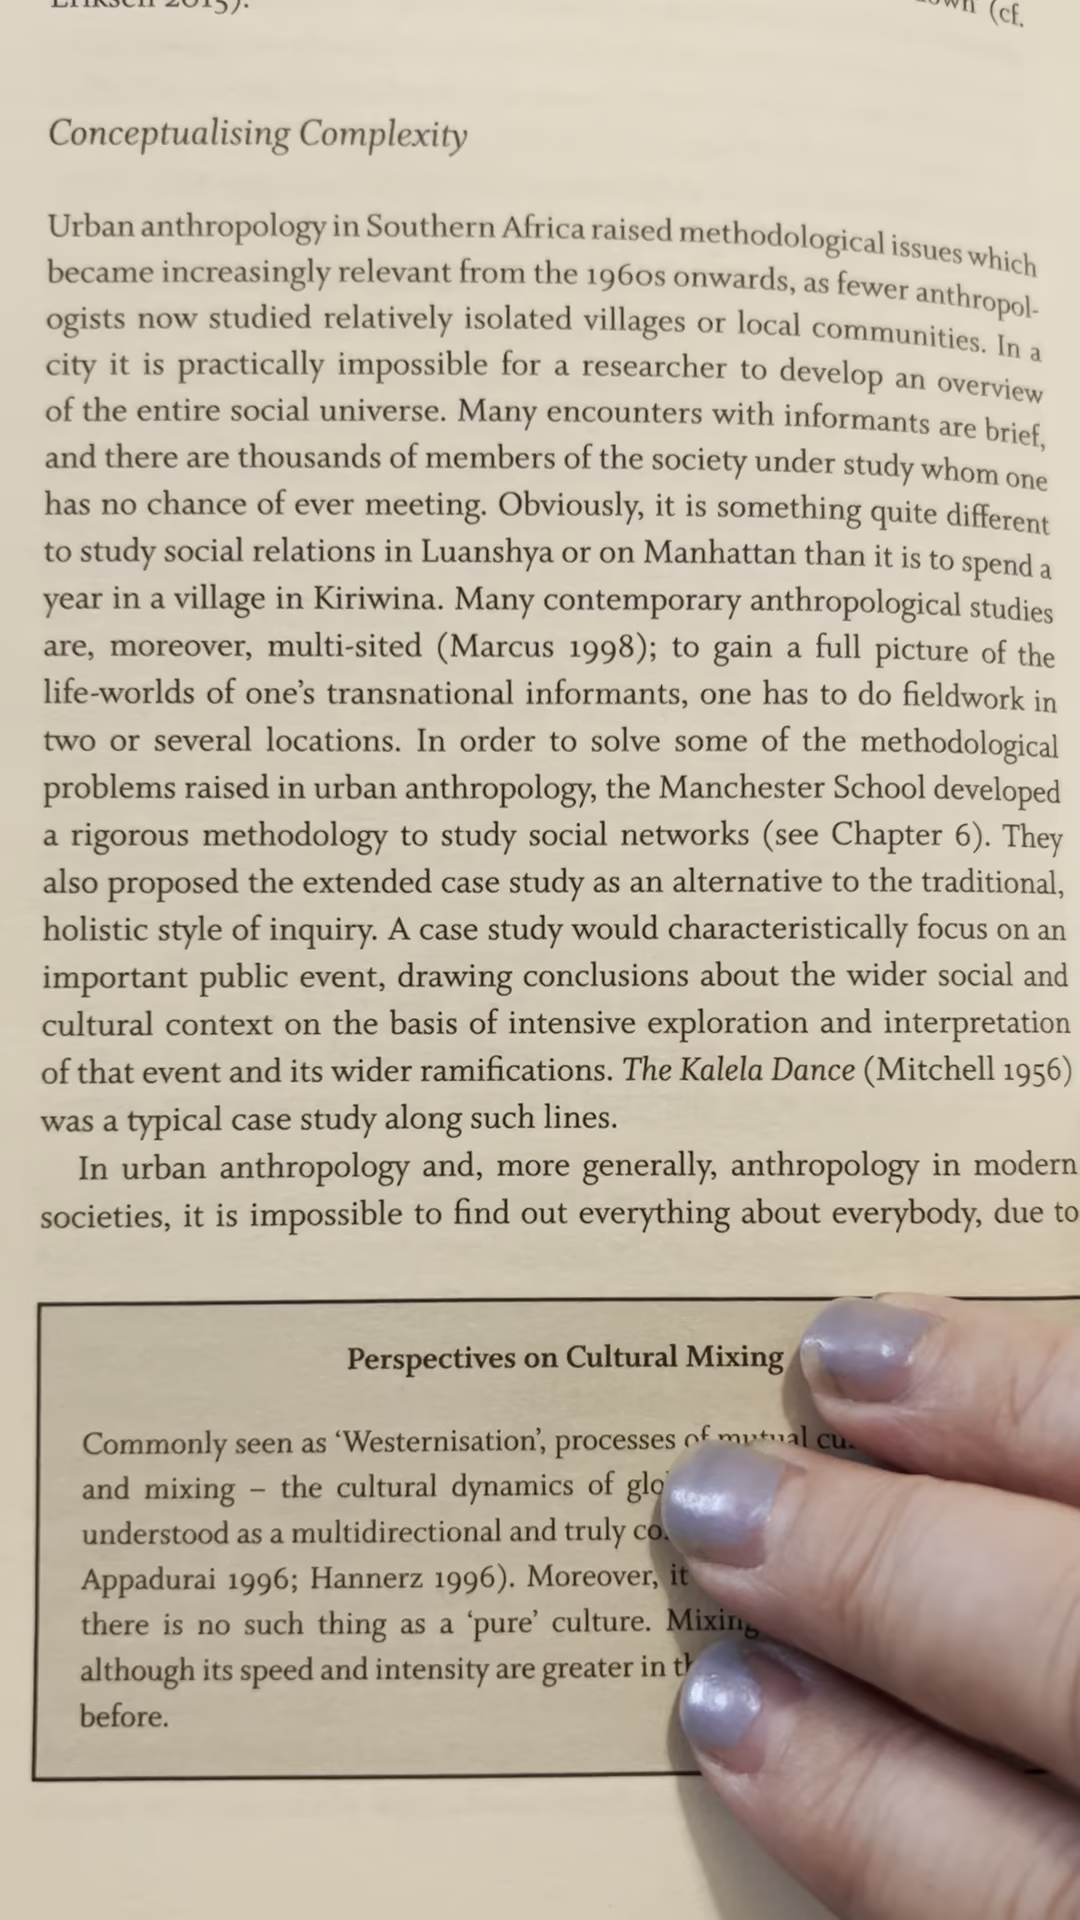 Eriksen 2015).
(cf.
Conceptualising Complexity
Urban anthropology in Southern Africa raised methodological issues which
became increasingly relevant from the 1960s onwards, as fewer anthropol-
ogists now studied relatively isolated villages or local communities. In a
city it is practically impossible for a researcher to develop an overview
of the entire social universe. Many encounters with informants are brief,
and there are thousands of members of the society under study whom one
has no chance of ever meeting. Obviously, it is something quite different
to study social relations in Luanshya or on Manhattan than it is to spend a
year in a village in Kiriwina. Many contemporary anthropological studies
are, moreover, multi-sited (Marcus 1998); to gain a full picture of the
life-worlds of one's transnational informants, one has to do fieldwork in
two or several locations. In order to solve some of the methodological
problems raised in urban anthropology, the Manchester School developed
a rigorous methodology to study social networks (see Chapter 6). They
also proposed the extended case study as an alternative to the traditional,
holistic style of inquiry. A case study would characteristically focus on an
important public event, drawing conclusions about the wider social and
cultural context on the basis of intensive exploration and interpretation
of that event and its wider ramifications. The Kalela Dance (Mitchell 1956)
was a typical case study along such lines.
In urban anthropology and, more generally, anthropology in modern
societies, it is impossible to find out everything about everybody, due to
Perspectives on Cultural Mixing
Commonly seen as ‘Westernisation’, processes of mutual
and mixing – the cultural dynamics of
understood as a multidirectional and truly
Appadurai 1996; Hannerz 1996). Moreover, it
there is no such thing as a ‘pure’ culture. Mixing
although its speed and intensity are greater in
before.